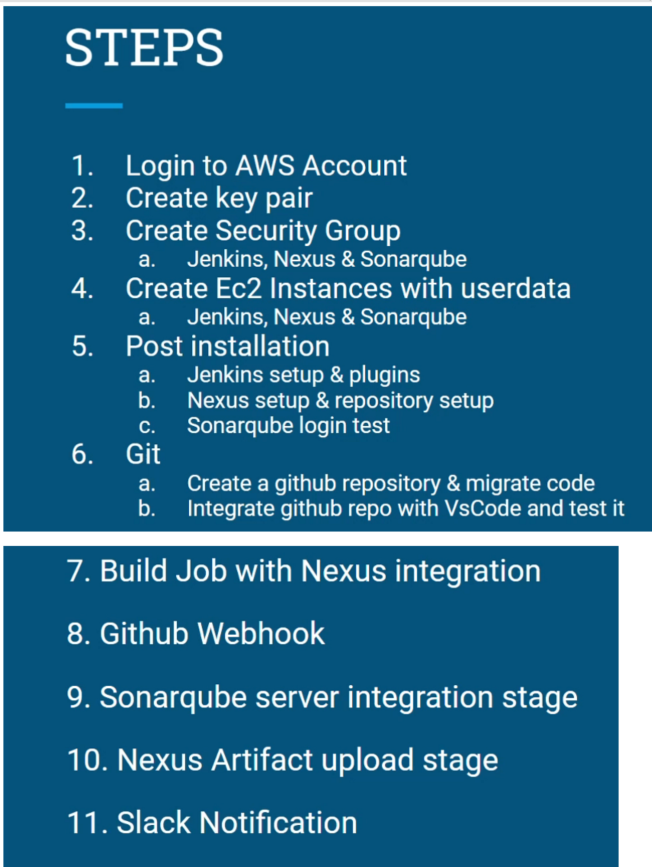 STEPS
1. Login to AWS Account
2. Create key pair
3. Create Security Group
a. Jenkins, Nexus & Sonarqube
4. Create Ec2 Instances with userdata
a. Jenkins, Nexus & Sonarqube
5. Post installation
a. Jenkins setup & plugins
b. Nexus setup & repository setup
c. Sonarqube login test
6. Git
a. Create a github repository & migrate code
b. Integrate github repo with VsCode and test it
7. Build Job with Nexus integration
8. Github Webhook
9. Sonarqube server integration stage
10. Nexus Artifact upload stage
11. Slack Notification